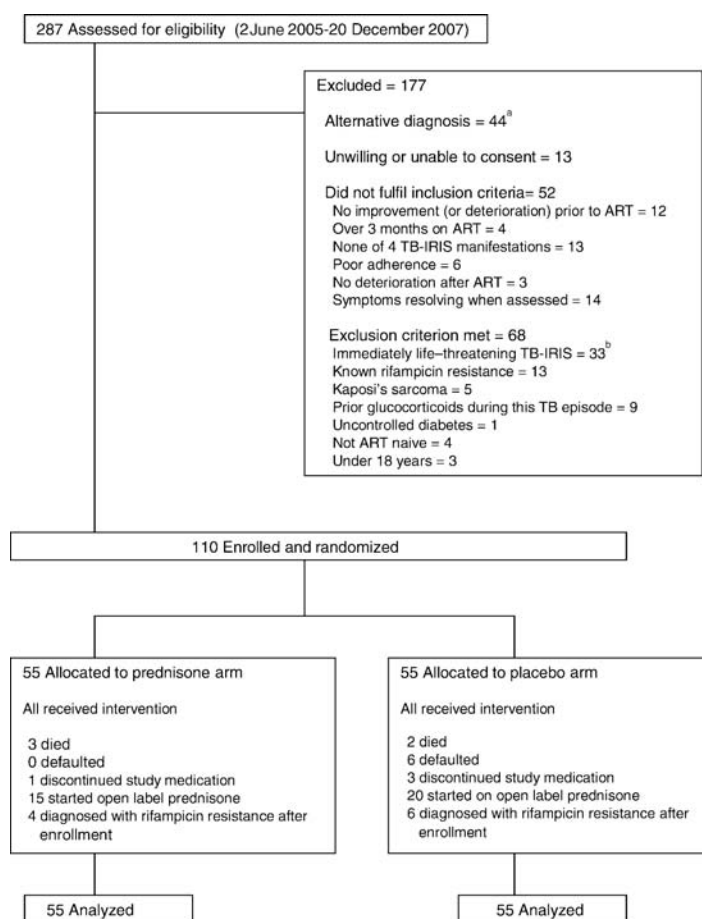 287 Assessed for eligibility (2June 2005-20 December 2007)
Excluded = 177
Alternative diagnosis = 44a
Unwilling or unable to consent = 13
Did not fulfil inclusion criteria= 52
No improvement (or deterioration) prior to ART = 12
Over 3 months on ART = 4
None of 4 TB-IRIS manifestations = 13
Poor adherence = 6
No deterioration after ART = 3
Symptoms resolving when assessed = 14
Exclusion criterion met = 68
Immediately life–threatening TB-IRIS = 33b
Known rifampicin resistance = 13
Kaposi's sarcoma = 5
Prior glucocorticoids during this TB episode = 9
Uncontrolled diabetes = 1
Not ART naive = 4
Under 18 years = 3
110 Enrolled and randomized
55 Allocated to prednisone arm
All received intervention
3 died
0 defaulted
1 discontinued study medication
15 started open label prednisone
4 diagnosed with rifampicin resistance after
enrollment
55 Analyzed
55 Allocated to placebo arm
All received intervention
2 died
6 defaulted
3 discontinued study medication
20 started on open label prednisone
6 diagnosed with rifampicin resistance after
enrollment
55 Analyzed